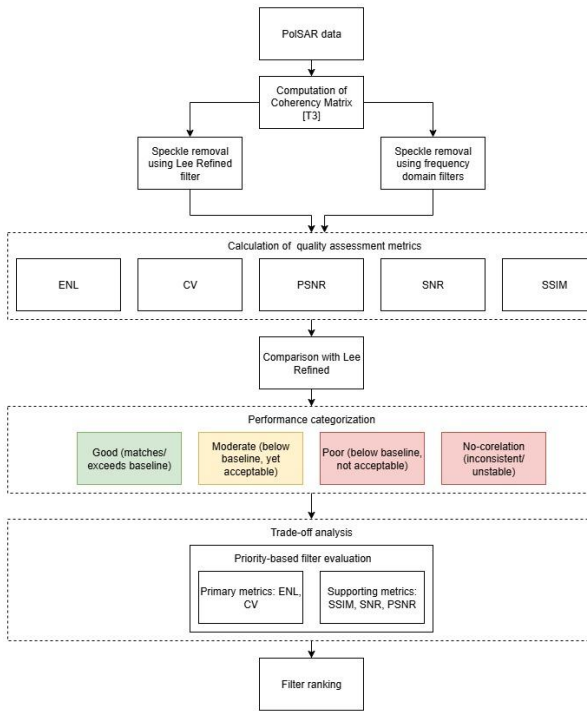 PolSAR data
Computation of
Coherency Matrix
[T3]
Speckle removal
using Lee Refined
filter
Speckle removal
using frequency
domain filters
Calculation of quality assessment metrics
ENL
CV
PSNR
SNR
SSIM
Comparison with Lee
Refined
Performance categorization
Good (matches/
exceeds baseline)
Moderate (below
baseline, yet
acceptable)
Poor (below baseline,
not acceptable)
No-corelation
(inconsistent/
unstable)
Trade-off analysis
Priority-based filter evaluation
Primary metrics: ENL,
CV
Supporting metrics:
SSIM, SNR, PSNR
Filter ranking